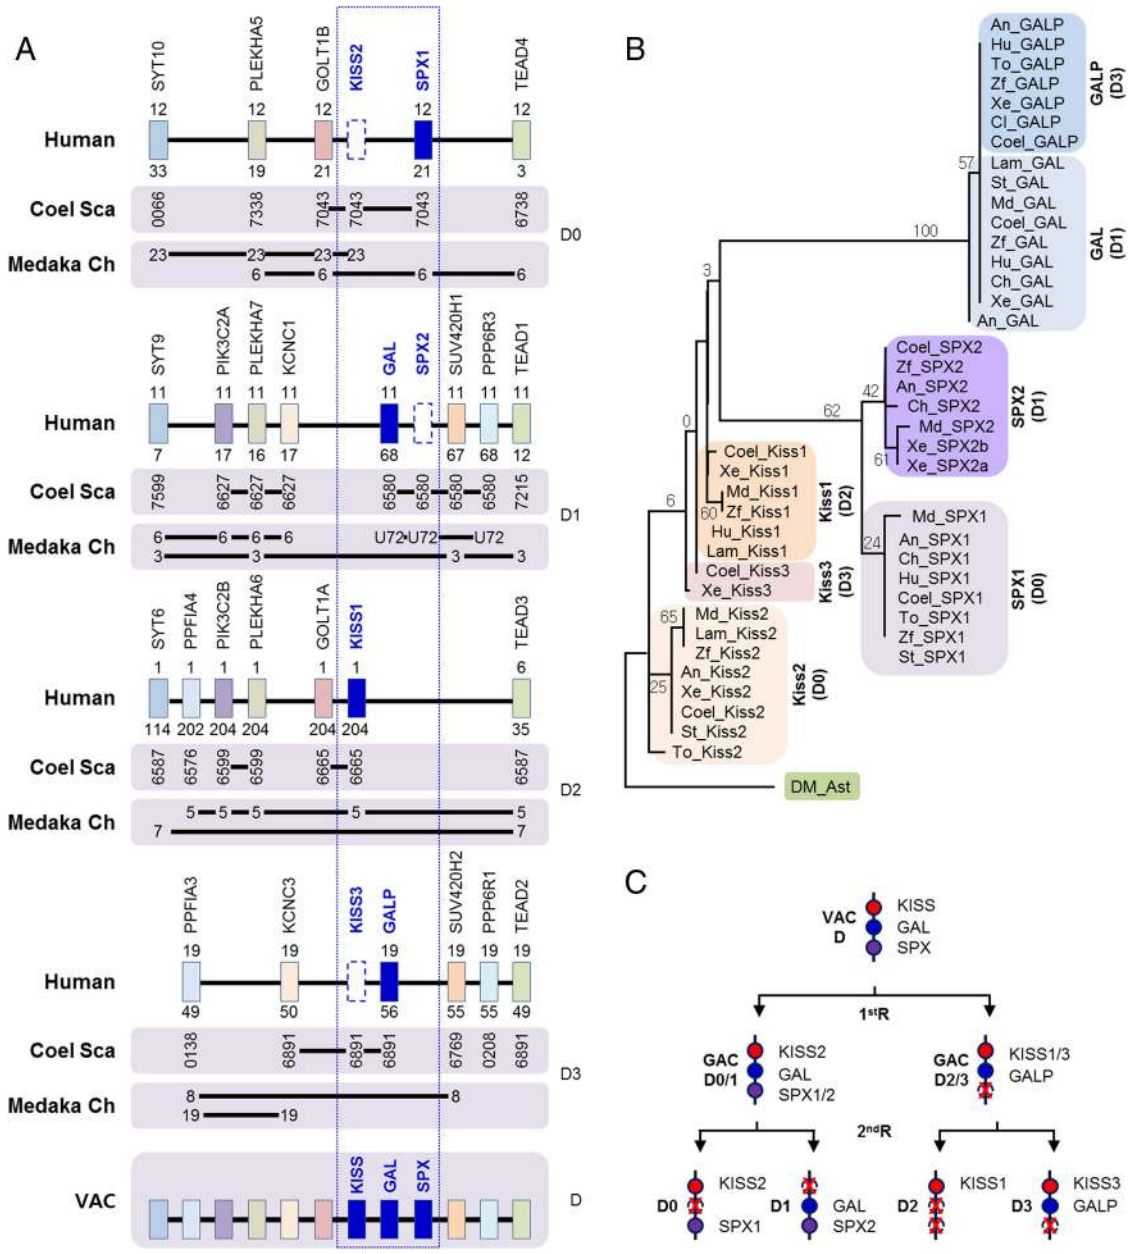 A
SYT10 PLEKHA5 GOLT1B KISS2 SPX1 TEAD4
12 12 12 12 12
Human
33 19 21 21 3
Coel Sca 0066 7338 7043 7043 7043 6738
D0
Medaka Ch 23 23 23 23
6 6 6 6
SYT9 PIK3C2A PLEKHA7 KCNC1 GAL SPX2 SUV420H1 PPP6R3 TEAD1
11 11 11 11 11 11 11 11
Human
7 17 16 17 68 67 68 12
Coel Sca 7599 6627 6627 6627 6580 6580 6580 6580 7215
D1
Medaka Ch 6 6 6 6 U72 U72 U72
3 3 3 3
SYT6 PPFIA4 PIK3C2B PLEKHA6 GOLT1A KISS1 TEAD3
1 1 1 1 1 1 6
Human
114 202 204 204 204 204 35
Coel Sca 6587 6576 6599 6599 6665 6665 6587
D2
Medaka Ch 5 5 5 5 5
7 7
PPFIA3 KCNC3 KISS3 GALP SUV420H2 PPP6R1 TEAD2
19 19 19 19 19 19
Human
49 50 56 55 55 49
Coel Sca 0138 6891 6891 6891 6769 0208 6891
D3
Medaka Ch 8 8
19 19
KISS GAL SPX
VAC D
B
An_GALP
Hu_GALP
To_GALP
Zf_GALP
Xe_GALP
Cl_GALP
Coel_GALP
GALP
(D3)
57
Lam_GAL
St_GAL
Md_GAL
Coel_GAL
Zf_GAL
Hu_GAL
Ch_GAL
Xe_GAL
An_GAL
GAL
(D1)
100
3
Coel_SPX2
Zf_SPX2
An_SPX2
Ch_SPX2
Md_SPX2
Xe_SPX2b
Xe_SPX2a
SPX2
(D1)
42
62
61
0
Coel_Kiss1
Xe_Kiss1
Md_Kiss1
Zf_Kiss1
Hu_Kiss1
Lam_Kiss1
Kiss1
(D2)
6
60
Coel_Kiss3
Xe_Kiss3
Kiss3
(D3)
24
Md_SPX1
An_SPX1
Ch_SPX1
Hu_SPX1
Coel_SPX1
To_SPX1
Zf_SPX1
St_SPX1
SPX1
(D0)
65
Md_Kiss2
Lam_Kiss2
Zf_Kiss2
An_Kiss2
Xe_Kiss2
Coel_Kiss2
St_Kiss2
To_Kiss2
25
Kiss2
(D0)
DM_Ast
C
VAC
D
KISS
GAL
SPX
1stR
GAC
D0/1
KISS2
GAL
SPX1/2
GAC
D2/3
KISS1/3
GALP
2ndR
D0
KISS2
SPX1
D1
GAL
SPX2
D2
KISS1
D3
KISS3
GALP